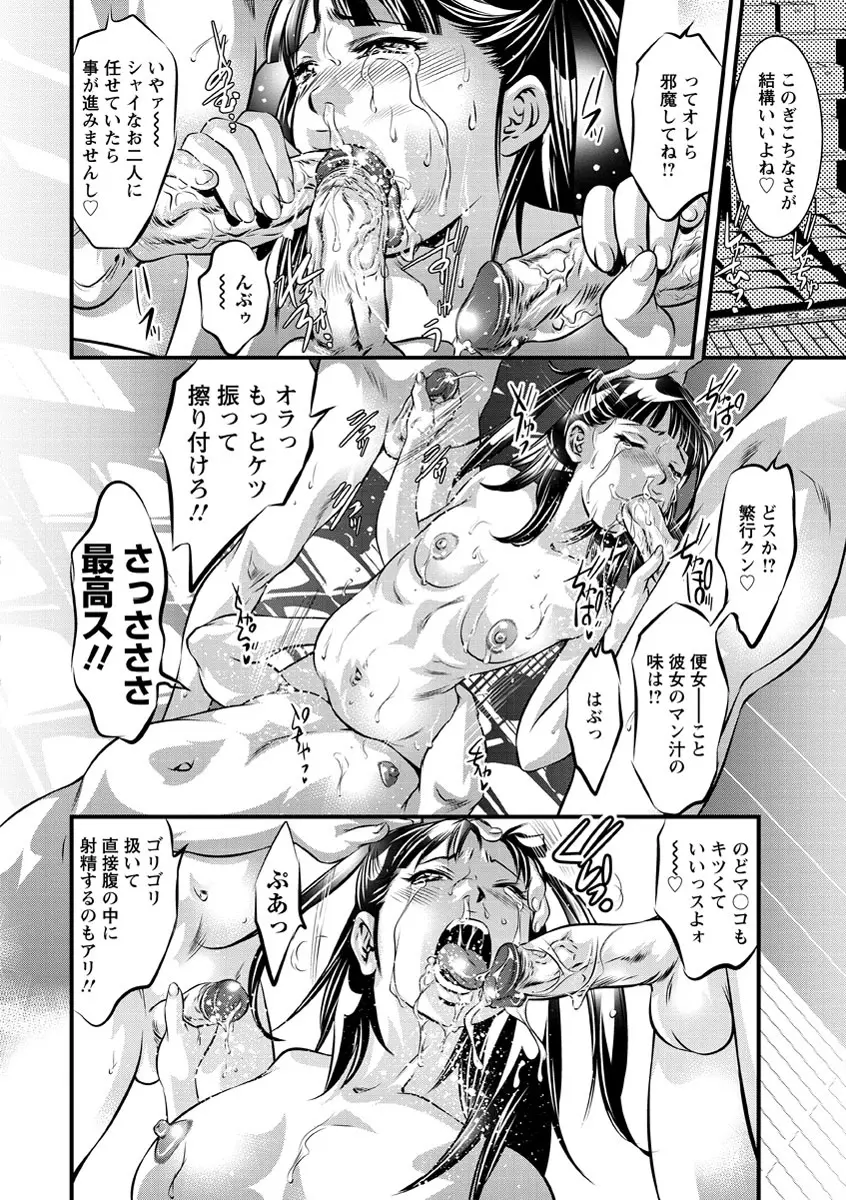 このぎこちなさが
結構いいよね♡
ってオレら
邪魔してね!?
いやァ〜〜
シャイなお二人に
任せていたら
事が進みませんし♡
んぶゥ
〜〜
どスか!?
繁行クン♡
便女──こと
彼女のマン汁の
味は!?
オラっ
もっとケツ
振って
擦り付けろ!!
さっささささ
最高ス!!
はぶっ
のどマ〇コも
キツくて
いいっスよォ
〜〜♡
ぷあっ
ゴリゴリ
扱いて
直接腹の中に
射精するのもアリ!!